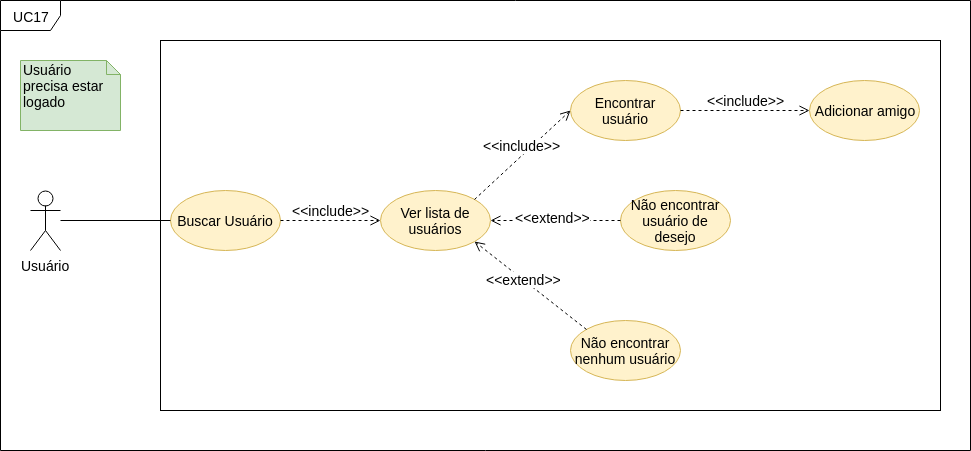 UC17
Usuário
precisa estar
logado
Usuário
Buscar Usuário
<<include>>
Ver lista de
usuários
<<include>>
Encontrar
usuário
<<include>>
Adicionar amigo
<<extend>>
Não encontrar
usuário de
desejo
<<extend>>
Não encontrar
nenhum usuário